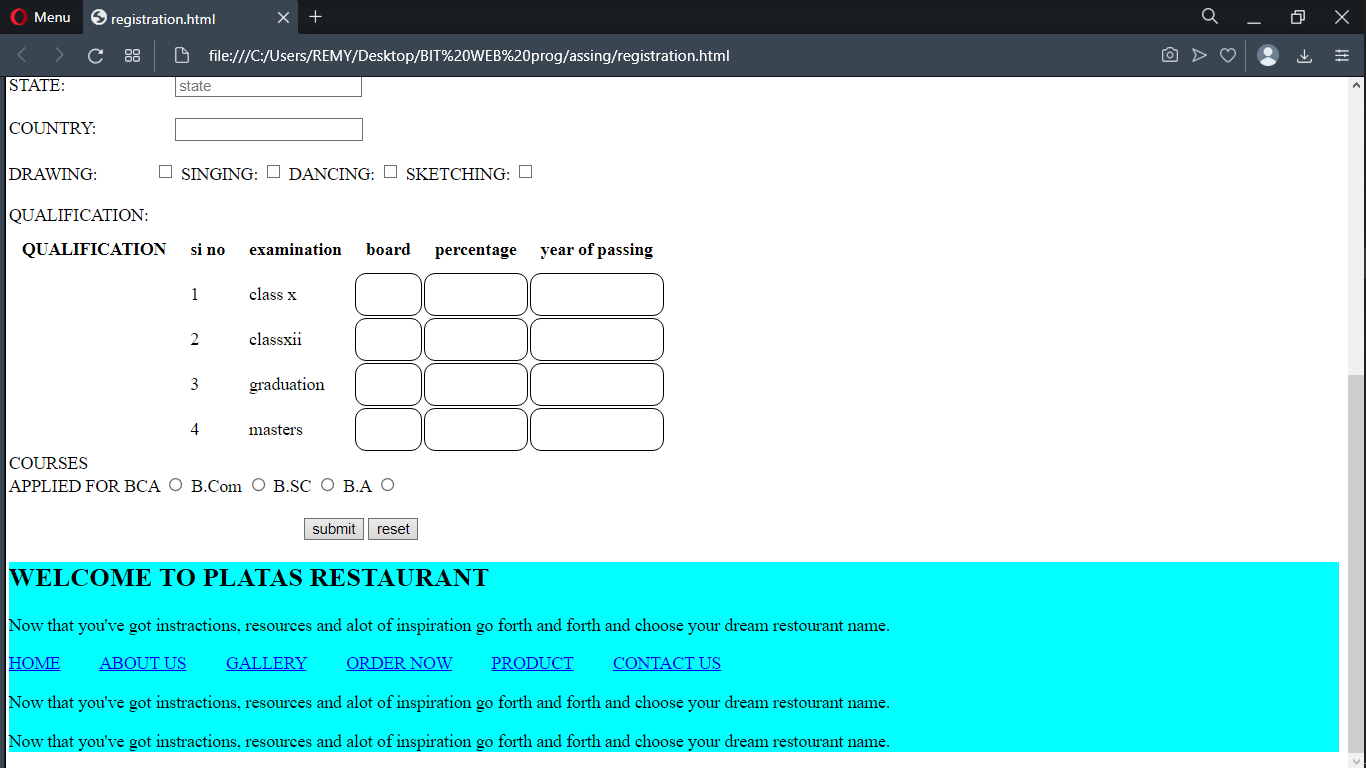 Menu registration.html
file:///C:/Users/REMY/Desktop/BIT%20WEB%20prog/assing/registration.html
STATE: state
COUNTRY:
DRAWING: SINGING: DANCING: SKETCHING:
QUALIFICATION:
QUALIFICATION si no examination board percentage year of passing
1 class x
2 classxii
3 graduation
4 masters
COURSES
APPLIED FOR BCA B.Com B.SC B.A
submit reset
WELCOME TO PLATAS RESTAURANT
Now that you've got instractions, resources and alot of inspiration go forth and forth and choose your dream restourant name.
HOME ABOUT US GALLERY ORDER NOW PRODUCT CONTACT US
Now that you've got instractions, resources and alot of inspiration go forth and forth and choose your dream restourant name.
Now that you've got instractions, resources and alot of inspiration go forth and forth and choose your dream restourant name.